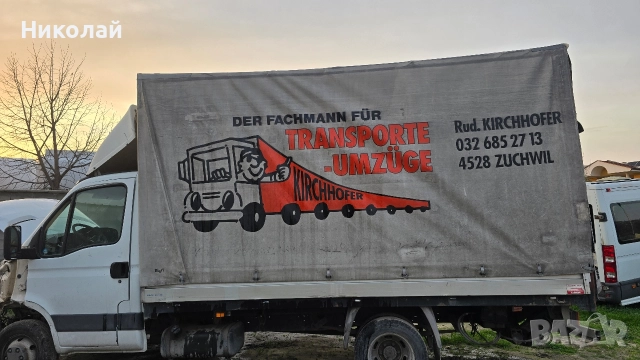 Николай
DER FACHMANN FÜR
TRANSPORTE
-UMZÜGE
KIRCHHOFER
Rud. KIRCHHOFER
032 685 27 13
4528 ZUCHWIL
BAZAR